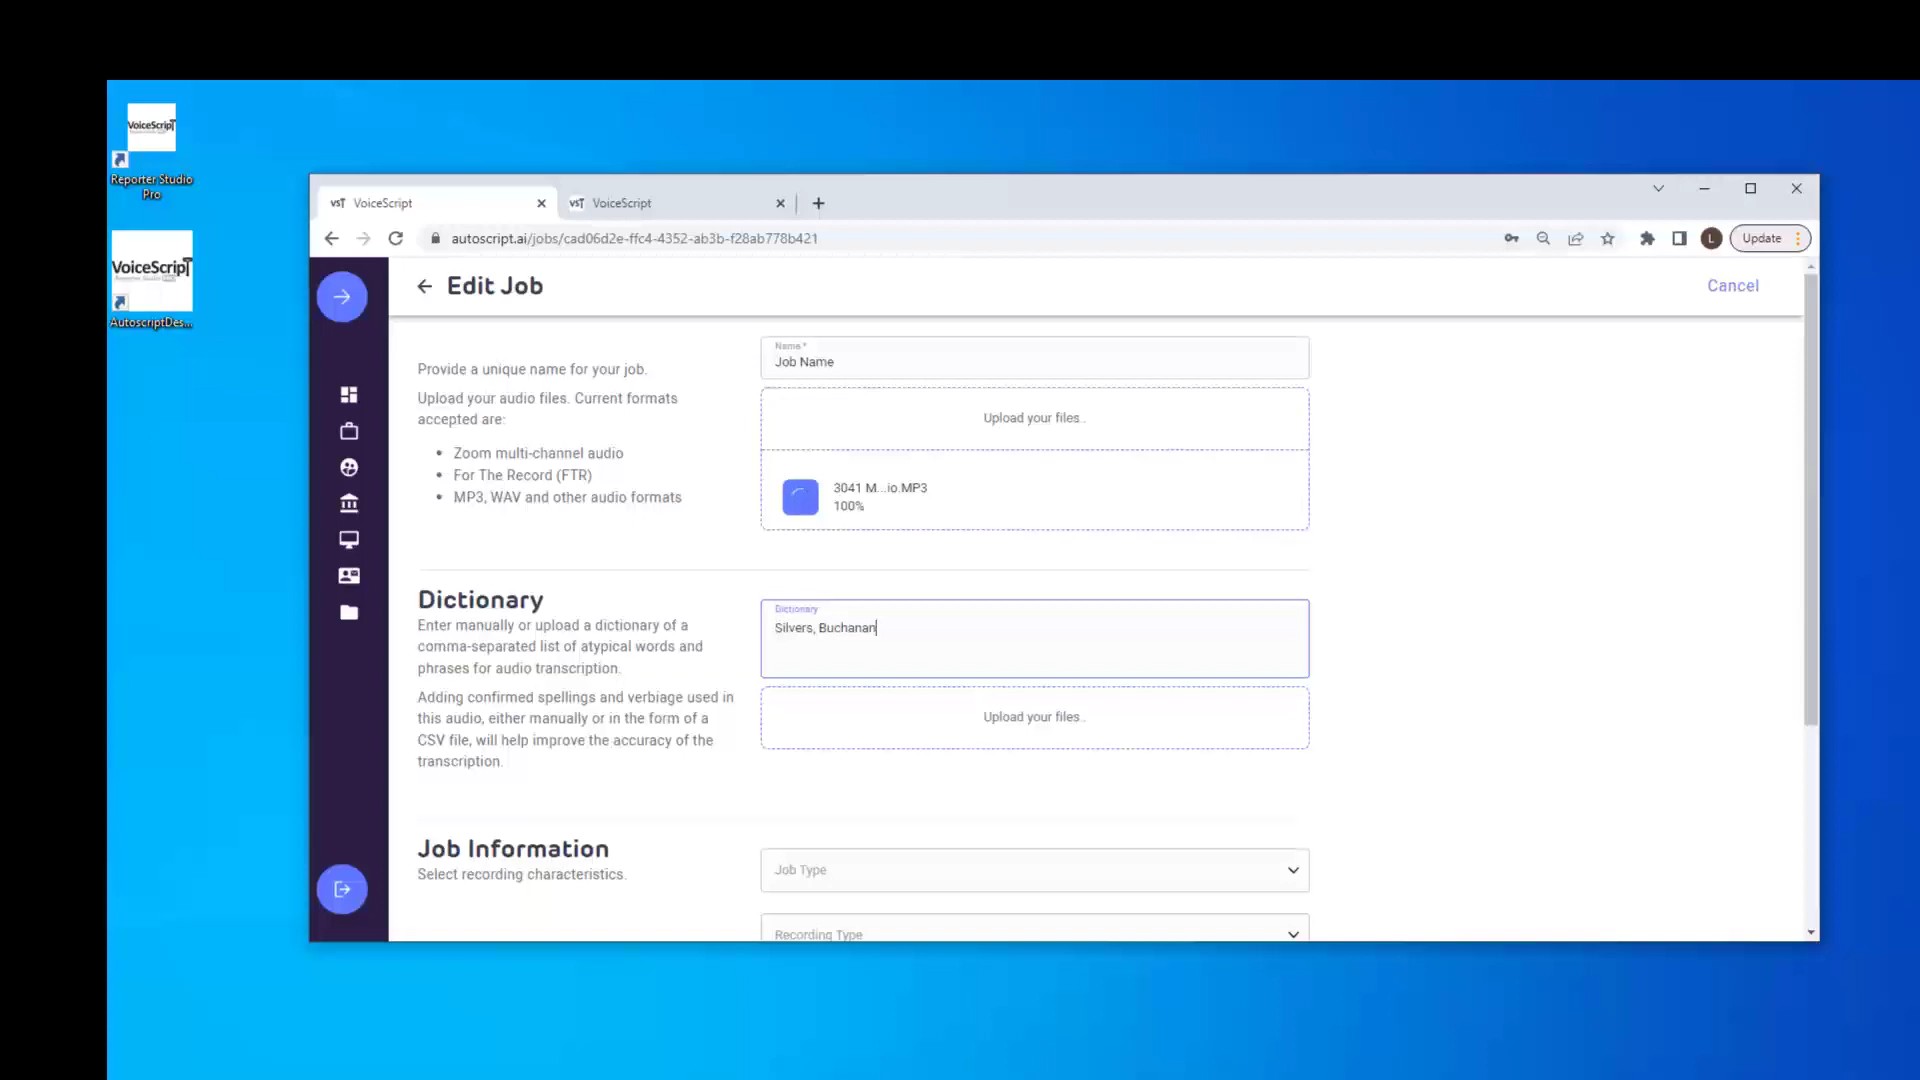 VoiceScript
Reporter Studio
Pro
VoiceScript
AutoscriptDes...
VST VoiceScript
VST VoiceScript
autoscript.ai/jobs/cad06d2e-ffc4-4352-ab3b-f28ab778b421
L
Update
Edit Job
Cancel
Provide a unique name for your job.
Upload your audio files. Current formats
accepted are:
• Zoom multi-channel audio
• For The Record (FTR)
• MP3, WAV and other audio formats
Name *
Job Name
Upload your files..
3041 M...io.MP3
100%
Dictionary
Enter manually or upload a dictionary of a
comma-separated list of atypical words and
phrases for audio transcription.
Adding confirmed spellings and verbiage used in
this audio, either manually or in the form of a
CSV file, will help improve the accuracy of the
transcription.
Dictionary
Silvers, Buchanan
Upload your files..
Job Information
Select recording characteristics.
Job Type
Recording Type